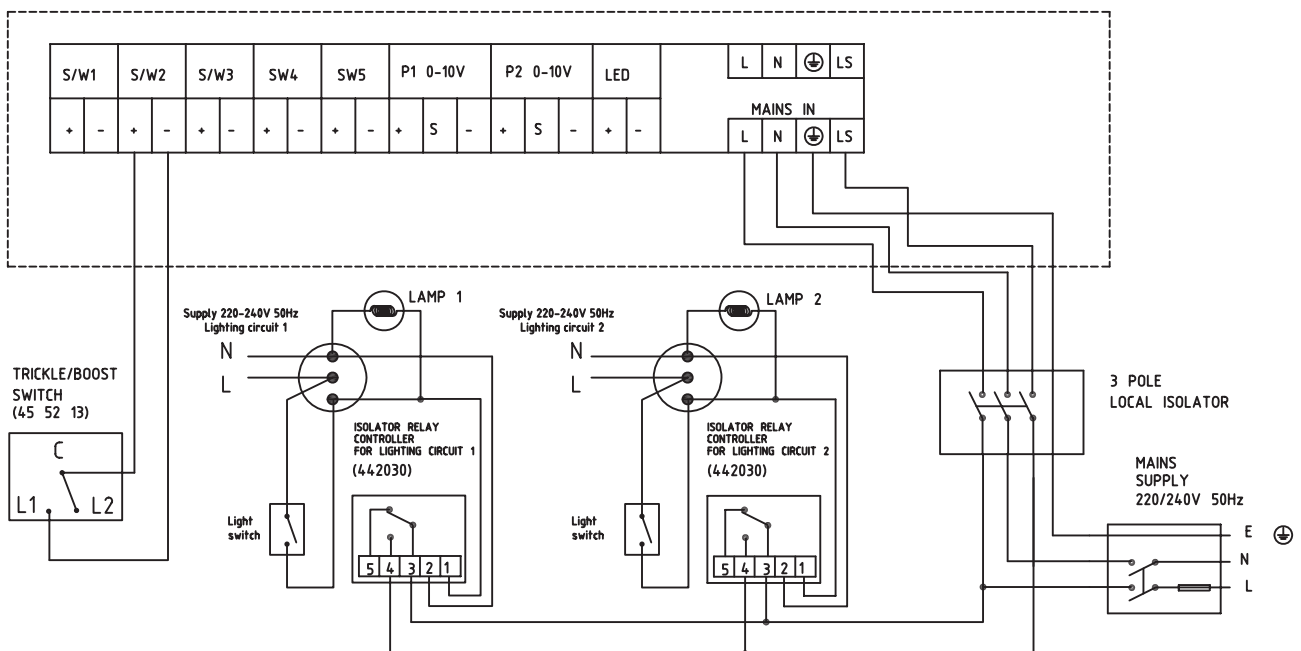 S/W1 S/W2 S/W3 SW4 SW5 P1 0-10V P2 0-10V LED
L N LS
MAINS IN
+ - + - + - + - + - + S - + S - + -
L N LS
Supply 220-240V 50Hz
Lighting circuit 1
N
L
LAMP 1
Supply 220-240V 50Hz
Lighting circuit 2
N
L
LAMP 2
TRICKLE/BOOST
SWITCH
(45 52 13)
C
L1 L2
ISOLATOR RELAY
CONTROLLER
FOR LIGHTING CIRCUIT 1
(442030)
Light
switch
5 4 3 2 1
ISOLATOR RELAY
CONTROLLER
FOR LIGHTING CIRCUIT 2
(442030)
Light
switch
5 4 3 2 1
3 POLE
LOCAL ISOLATOR
MAINS
SUPPLY
220/240V 50Hz
E
N
L